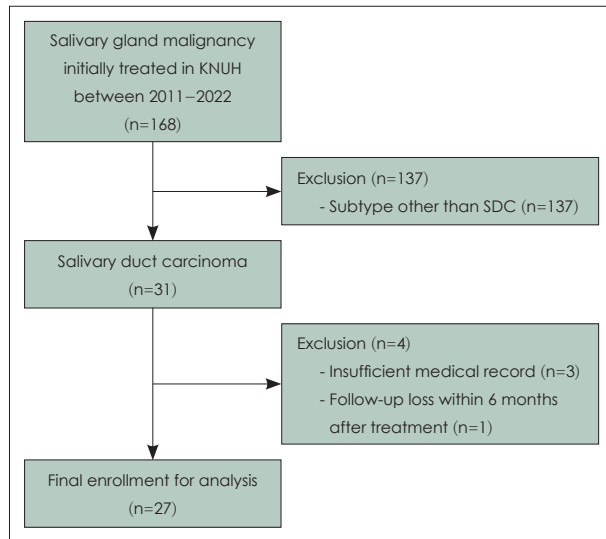 Salivary gland malignancy
initially treated in KNUH
between 2011–2022
(n=168)
Exclusion (n=137)
- Subtype other than SDC (n=137)
Salivary duct carcinoma
(n=31)
Exclusion (n=4)
- Insufficient medical record (n=3)
- Follow-up loss within 6 months
after treatment (n=1)
Final enrollment for analysis
(n=27)